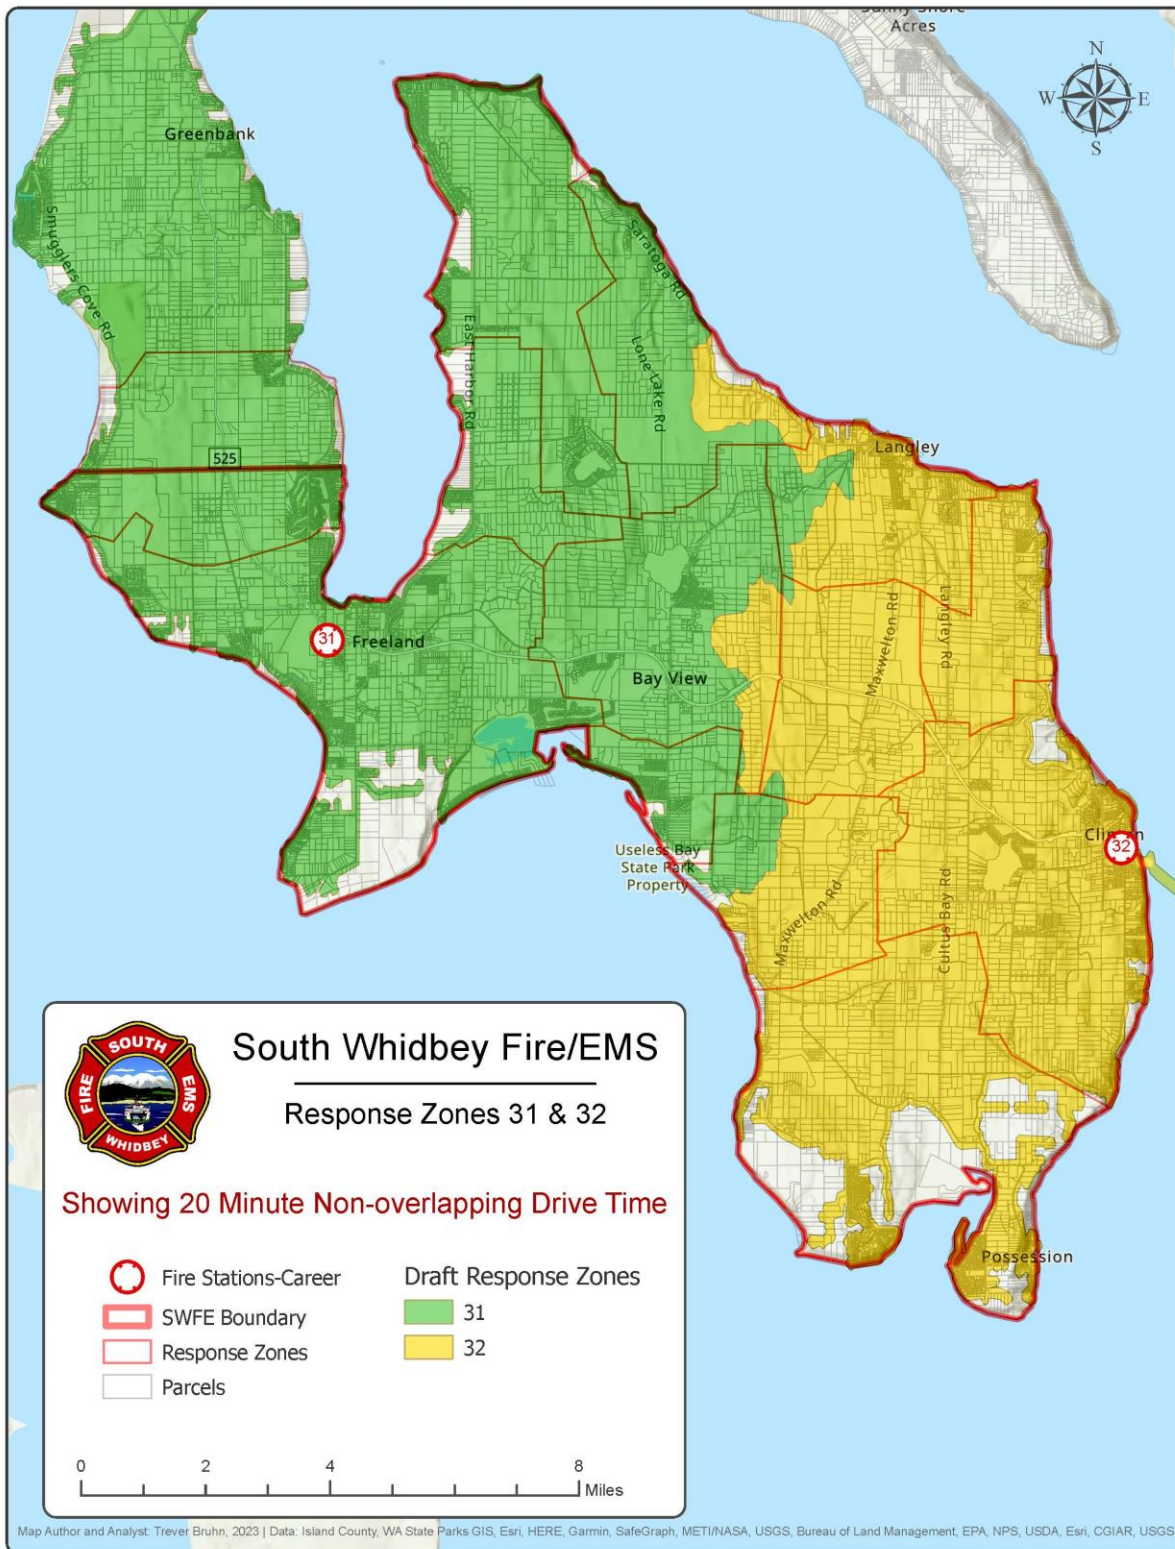 Sunny Shore
Acres
N
W
E
S
Greenbank
Smugglers Cove Rd
Saratoga Rd
East Harbor Rd
Lone Lake Rd
525
Langley
31
Freeland
Bay View
Maxwelton Rd
Langley Rd
Clinton
32
Useless Bay
State Park
Property
Maxwelton Rd
Cultus Bay Rd
Possession
SOUTH
FIRE
EMS
WHIDBEY
South Whidbey Fire/EMS
Response Zones 31 & 32
Showing 20 Minute Non-overlapping Drive Time
Fire Stations-Career
SWFE Boundary
Response Zones
Parcels
Draft Response Zones
31
32
0 2 4 8
Miles
Map Author and Analyst: Trever Bruhn, 2023 | Data: Island County, WA State Parks GIS, Esri, HERE, Garmin, SafeGraph, METI/NASA, USGS, Bureau of Land Management, EPA, NPS, USDA, Esri, CGIAR, USGS